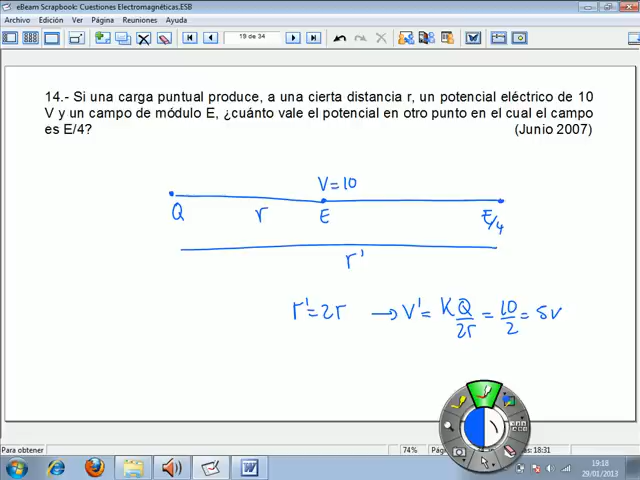 eBeam Scrapbook: Cuestiones Electromagnéticas.ESB
Archivo Edición Ver Página Reuniones Ayuda
19 de 34
14.- Si una carga puntual produce, a una cierta distancia r, un potencial eléctrico de 10
V y un campo de módulo E, ¿cuánto vale el potencial en otro punto en el cual el campo
es E/4? (Junio 2007)
V=10
Q r E E/4
r'
r'=2r → V'= K Q/2r = 10/2 = 5V
Para obtener 74% 18:31
19:18
29/01/2013